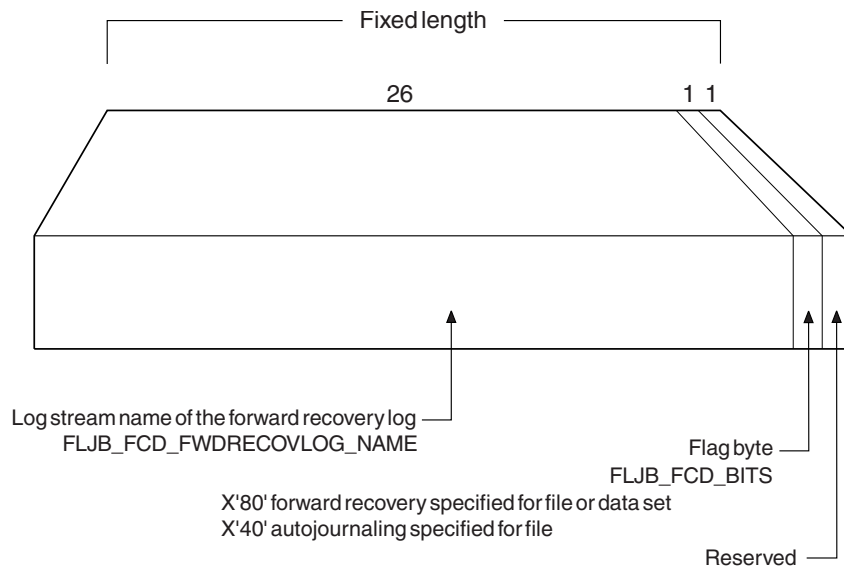 Fixed length
26 1 1
Log stream name of the forward recovery log
FLJB_FCD_FWDRECOVLOG_NAME
Flag byte
FLJB_FCD_BITS
X'80' forward recovery specified for file or data set
X'40' autojournaling specified for file
Reserved